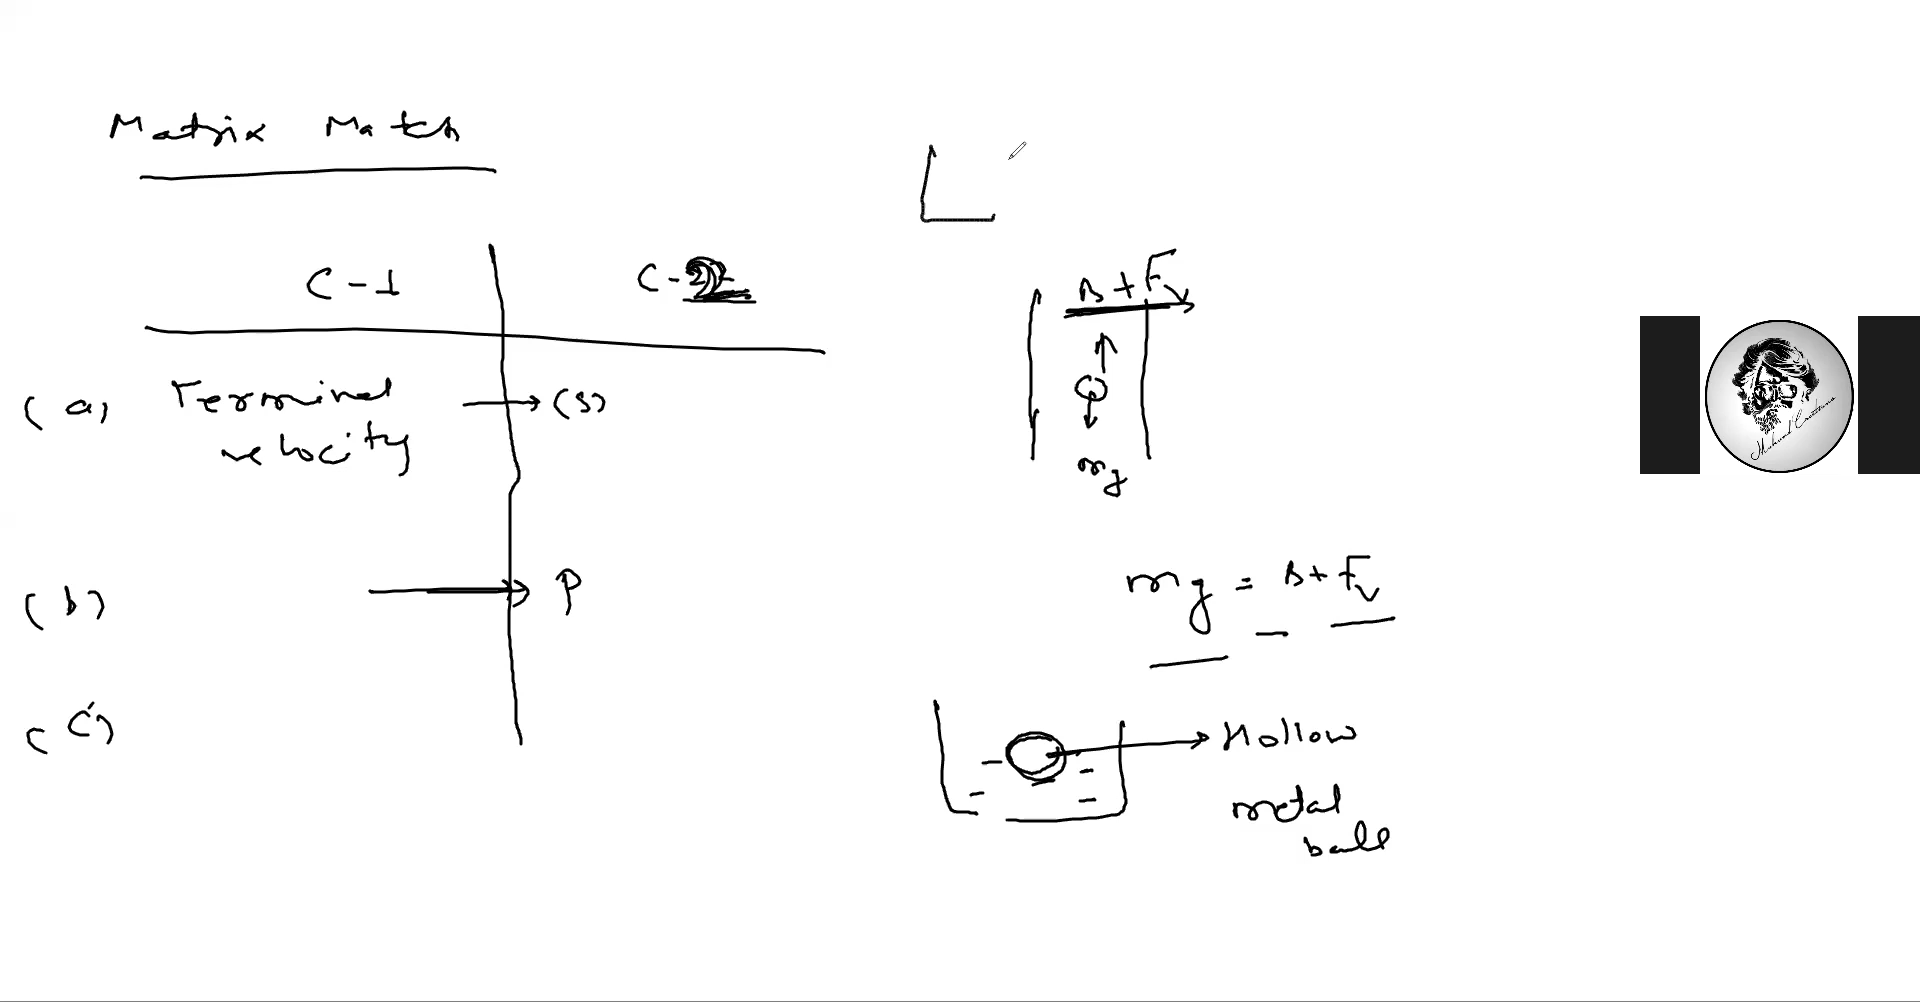 Matrix Match
C-1
C-2
(a) Terminal
velocity
(s)
(b)
P
(c)
B + Fv
mg
mg = B + Fv
Hollow
metal
ball